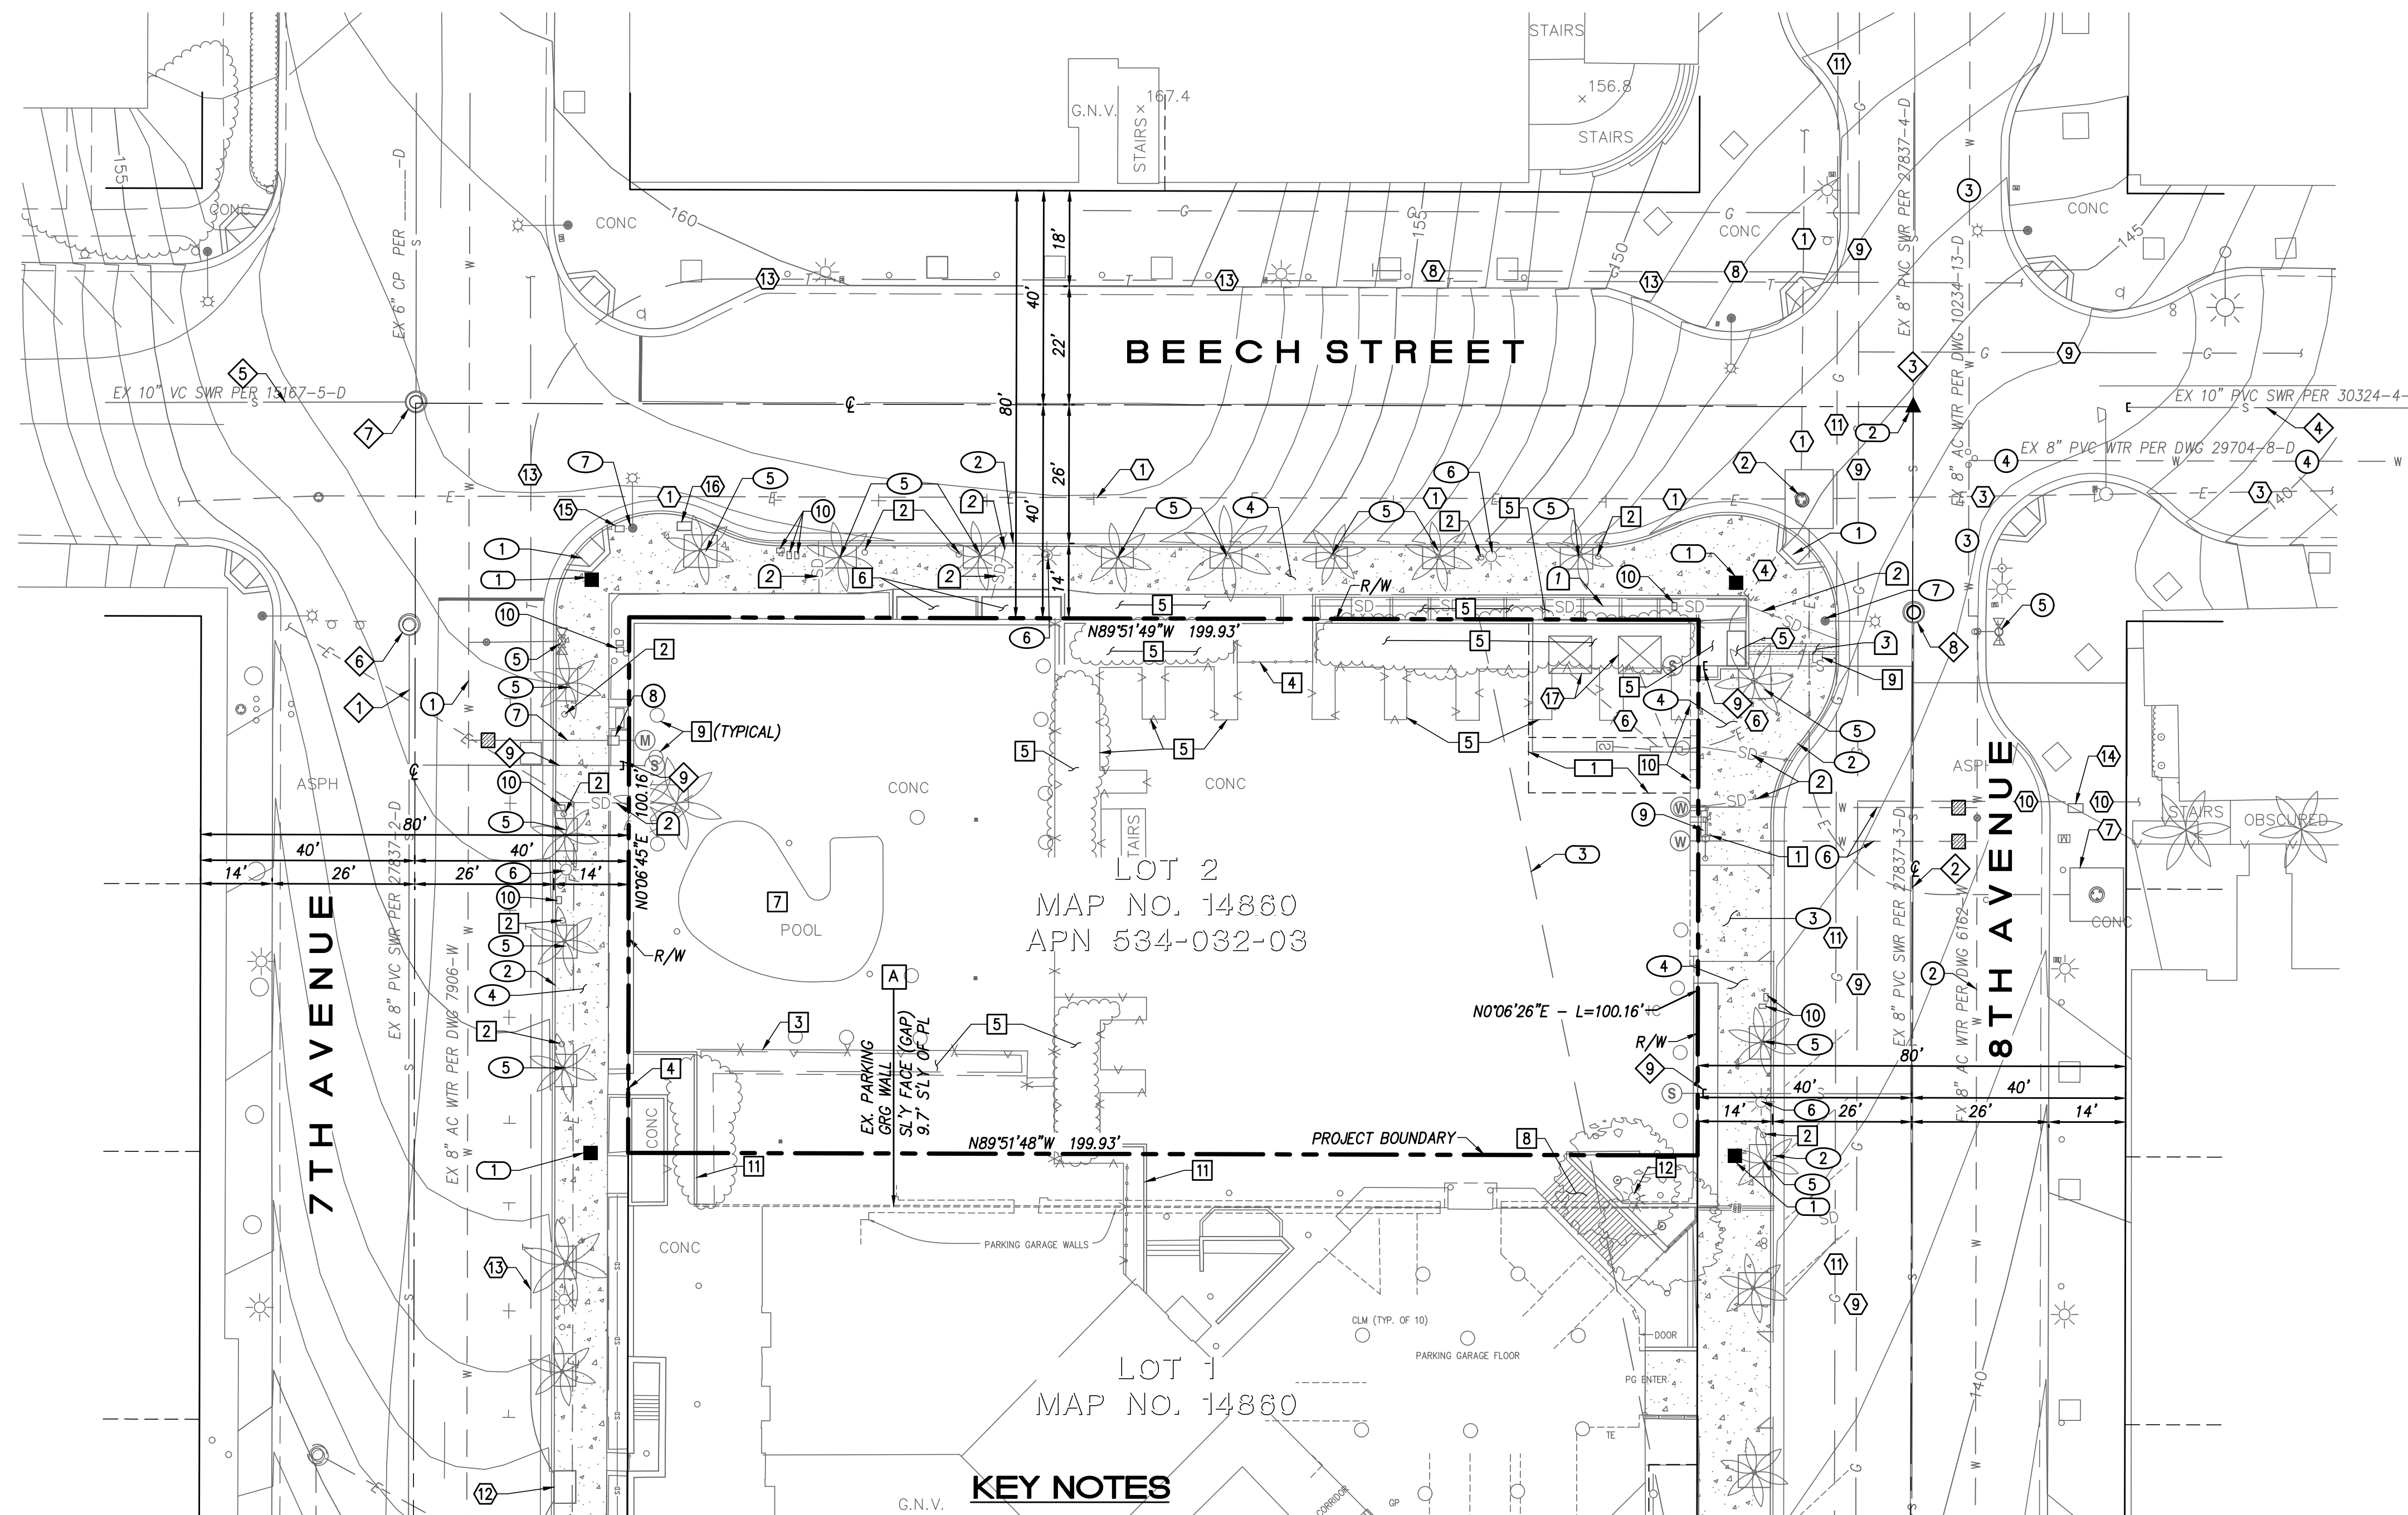 STAIRS
G.N.V.
STAIRS
167.4
156.8
STAIRS
155
CONC
CONC
160
155
150
CONC
CONC
145
EX 6" CP PER ______-D
EX 8" PVC SWR PER 27837-4-D
EX 8" AC WTR PER DWG 10234-13-D
18'
40'
22'
80'
26'
40'
14'
BEECH STREET
EX 10" VC SWR PER 15167-5-D
EX 10" PVC SWR PER 30324-4-
EX 8" PVC WTR PER DWG 29704-8-D
140
R/W
N89°51'49"W 199.93'
9 (TYPICAL)
CONC
CONC
ASPH
ASPH
STAIRS
STAIRS
OBSCURED
N0°06'45"E 100.16'
80'
40'
40'
14'
26'
26'
14'
POOL
LOT 2
MAP NO. 14860
APN 534-032-03
R/W
7TH AVENUE
8TH AVENUE
EX 8" PVC SWR PER 27837-2-D
EX 8" AC WTR PER DWG 7906-W
EX 8" PVC SWR PER 27837-3-D
EX 8" AC WTR PER DWG 6162-W
CONC
N0°06'26"E - L=100.16'
R/W
80'
40'
40'
14'
26'
26'
14'
A
EX. PARKING
GRG WALL
SL'Y FACE (GAP)
9.7' S'LY OF PL
CONC
N89°51'48"W 199.93'
PROJECT BOUNDARY
CONC
PARKING GARAGE WALLS
CLM (TYP. OF 10)
PARKING GARAGE FLOOR
DOOR
PG ENTER
LOT 1
MAP NO. 14860
140
TE
G.N.V.
KEY NOTES
CORRIDOR
GP